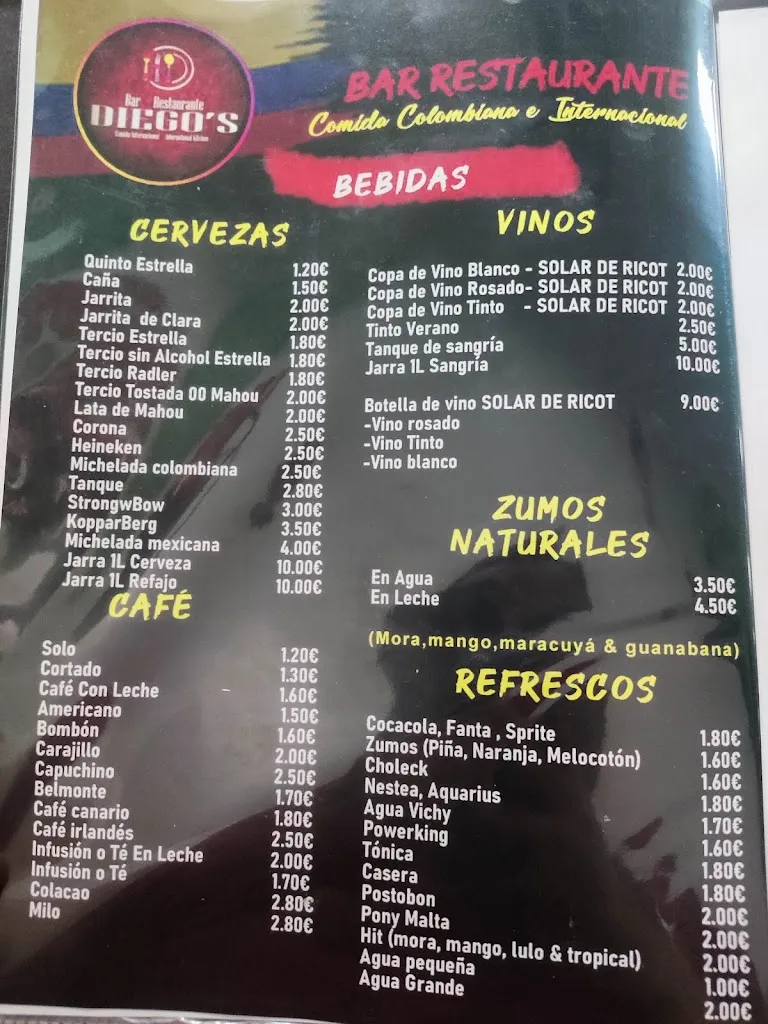 Bar Restaurante
DIEGO'S
Comida Internacional International kitchen
BAR RESTAURANTE
Comida Colombiana e Internacional
BEBIDAS
CERVEZAS
Quinto Estrella 1.20€
Caña 1.50€
Jarrita 2.00€
Jarrita de Clara 2.00€
Tercio Estrella 1.80€
Tercio sin Alcohol Estrella 1.80€
Tercio Radler 1.80€
Tercio Tostada 00 Mahou 2.00€
Lata de Mahou 2.00€
Corona 2.50€
Heineken 2.50€
Michelada colombiana 2.50€
Tanque 2.80€
StrongwBow 3.00€
KopparBerg 3.50€
Michelada mexicana 4.00€
Jarra 1L Cerveza 10.00€
Jarra 1L Refajo 10.00€
CAFÉ
Solo 1.20€
Cortado 1.30€
Café Con Leche 1.60€
Americano 1.50€
Bombón 1.60€
Carajillo 2.00€
Capuchino 2.50€
Belmonte 1.70€
Café canario 1.80€
Café irlandés 2.50€
Infusión o Té En Leche 2.00€
Infusión o Té 1.70€
Colacao 2.80€
Milo 2.80€
VINOS
Copa de Vino Blanco - SOLAR DE RICOT 2.00€
Copa de Vino Rosado- SOLAR DE RICOT 2.00€
Copa de Vino Tinto - SOLAR DE RICOT 2.00€
Tinto Verano 2.50€
Tanque de sangría 5.00€
Jarra 1L Sangría 10.00€
Botella de vino SOLAR DE RICOT 9.00€
-Vino rosado
-Vino Tinto
-Vino blanco
ZUMOS
NATURALES
En Agua 3.50€
En Leche 4.50€
(Mora,mango,maracuyá & guanabana)
REFRESCOS
Cocacola, Fanta , Sprite 1.80€
Zumos (Piña, Naranja, Melocotón) 1.60€
Choleck 1.60€
Nestea, Aquarius 1.80€
Agua Vichy 1.70€
Powerking 1.60€
Tónica 1.80€
Casera 1.80€
Postobon 2.00€
Pony Malta 2.00€
Hit (mora, mango, lulo & tropical) 2.00€
Agua pequeña 1.00€
Agua Grande 2.00€